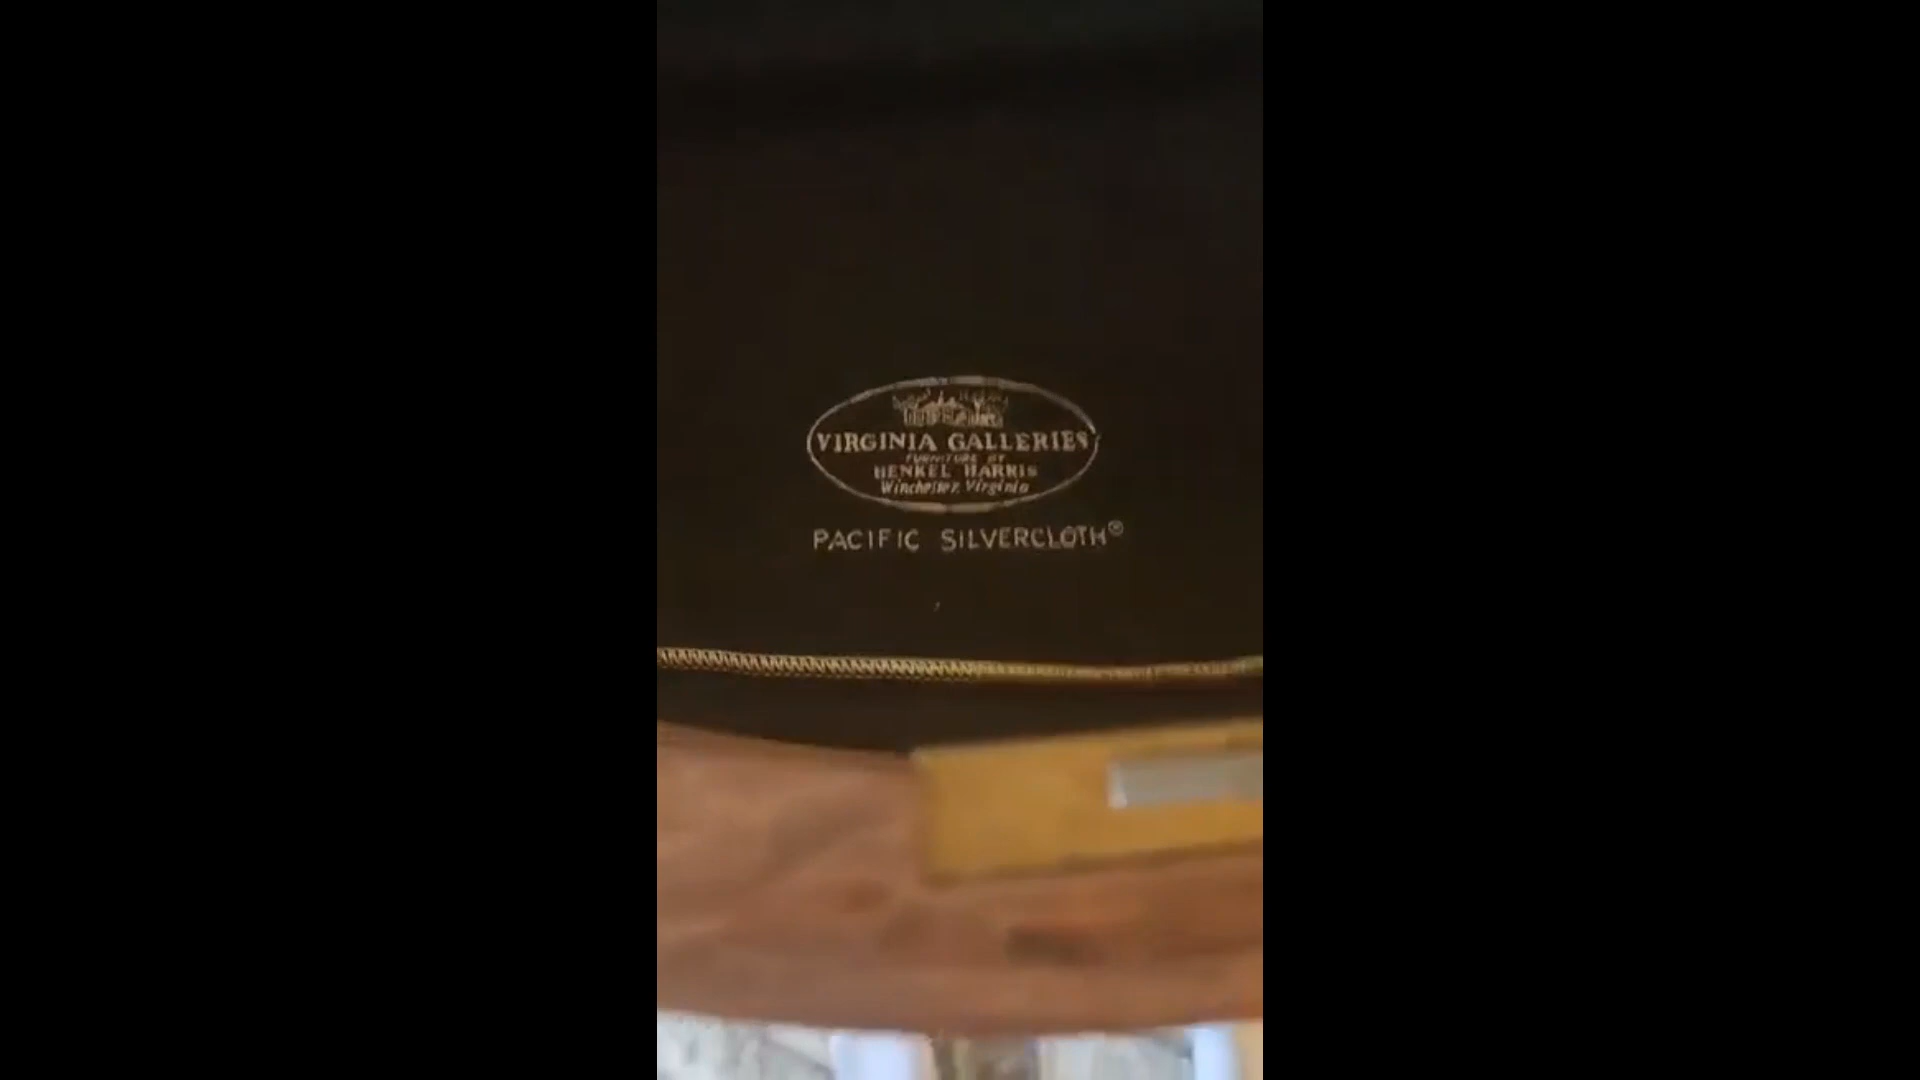 VIRGINIA GALLERIES
FURNITURE BY
HENKEL HARRIS
Winchester, Virginia
PACIFIC SILVERCLOTH®